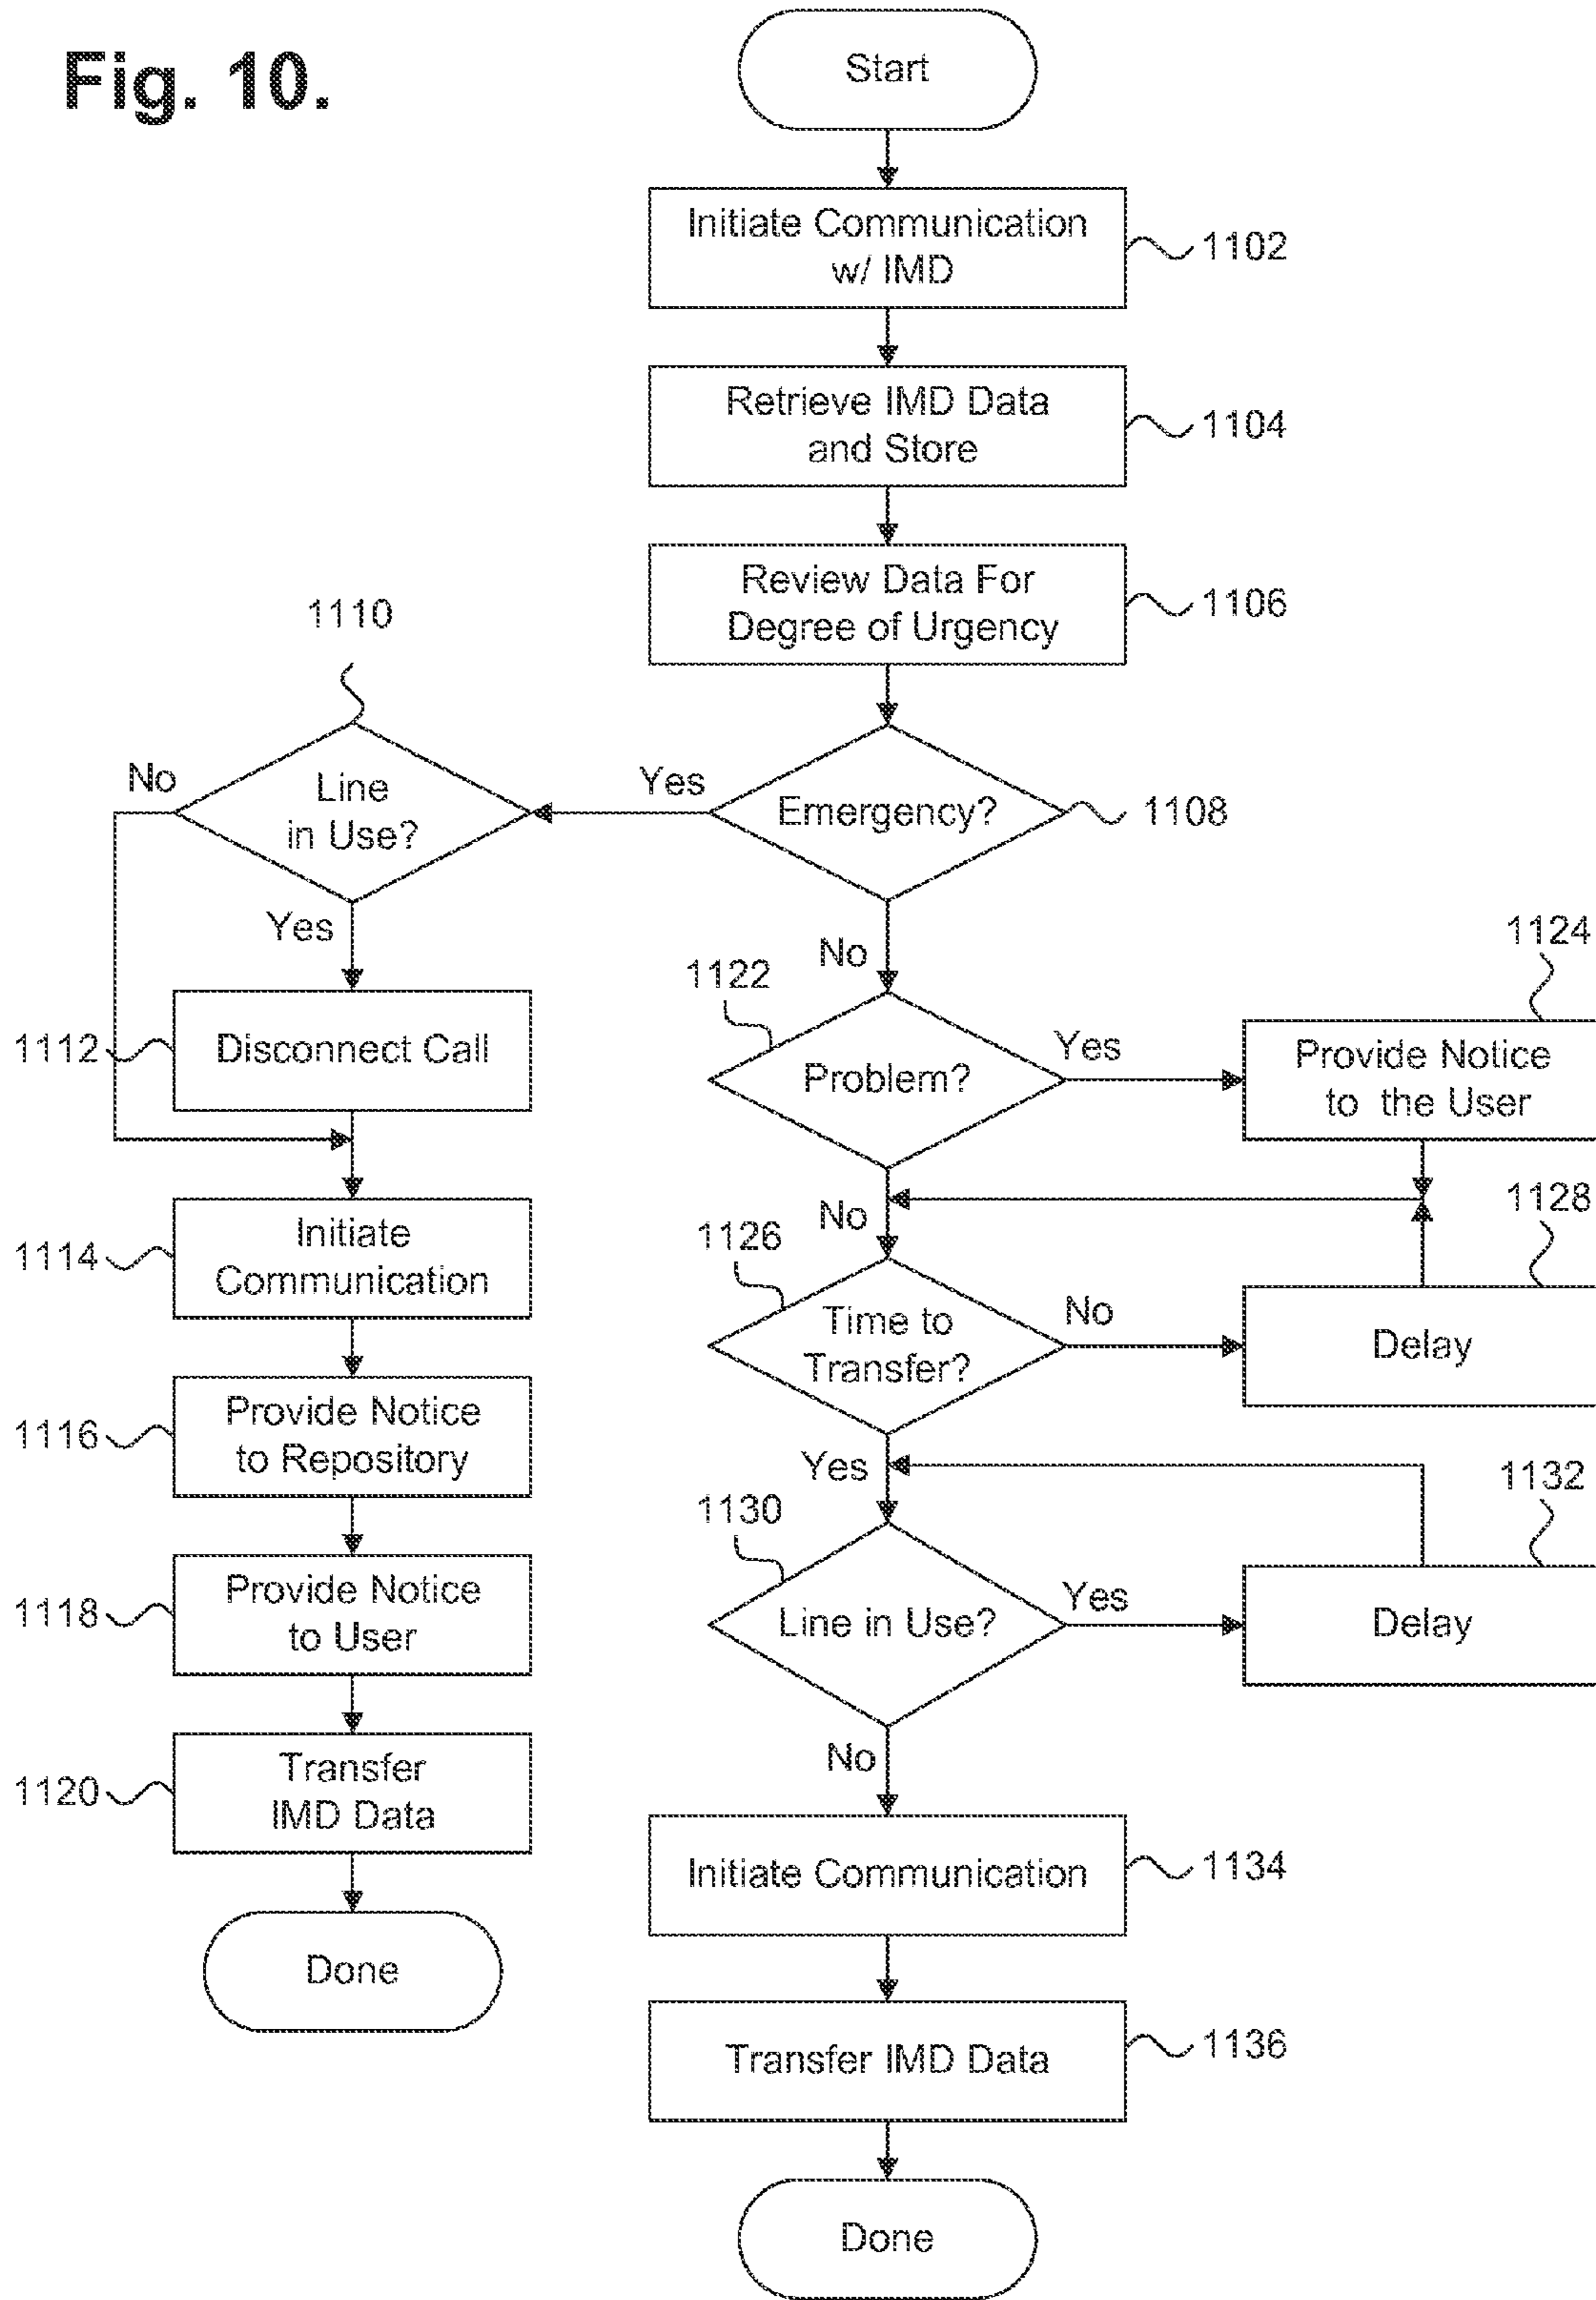 Fig. 10.
Start
Initiate Communication
w/ IMD
1102
Retrieve IMD Data
and Store
1104
Review Data For
Degree of Urgency
1106
1110
No
Line
in Use?
Yes
Emergency?
1108
Yes
No
1112
Disconnect Call
1122
Problem?
Yes
1124
Provide Notice
to the User
1114
Initiate
Communication
No
1126
Time to
Transfer?
No
1128
Delay
1116
Provide Notice
to Repository
Yes
1130
Line in Use?
Yes
1132
Delay
1118
Provide Notice
to User
1120
Transfer
IMD Data
No
Initiate Communication
1134
Done
Transfer IMD Data
1136
Done